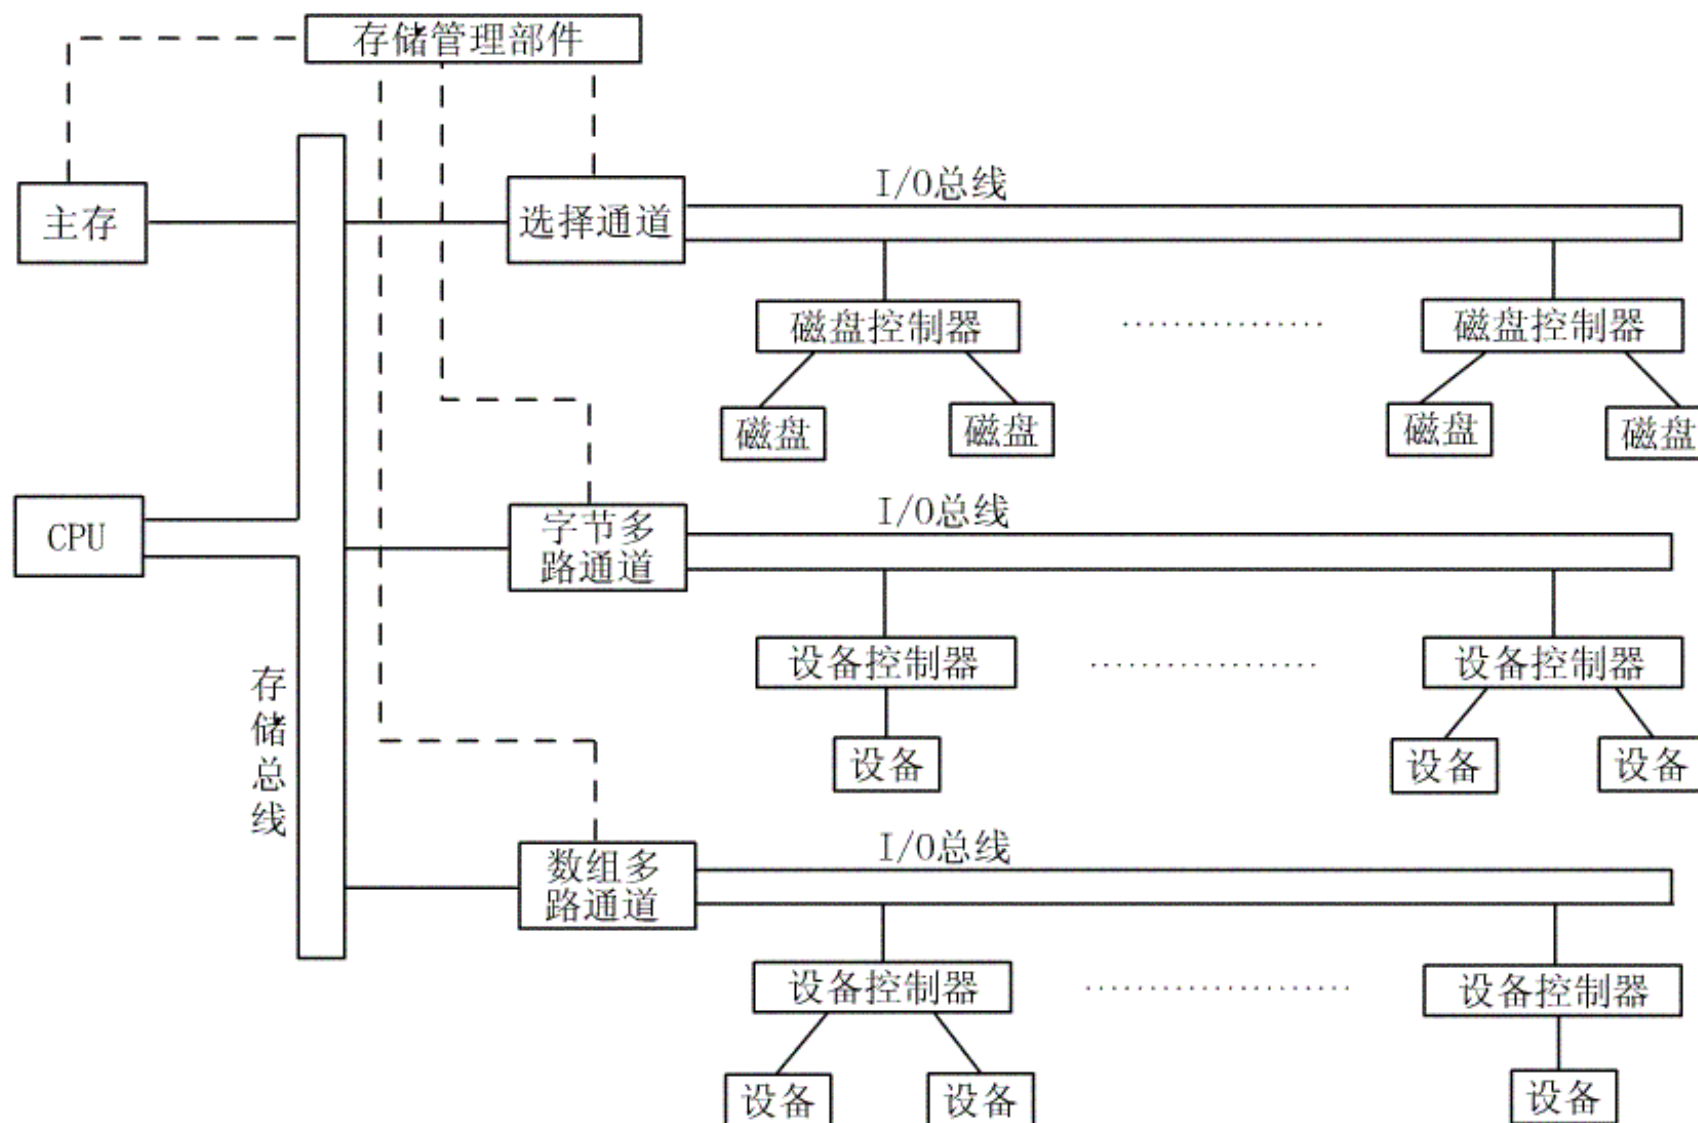 存储管理部件
主存
选择通道
I/O总线
磁盘控制器
磁盘控制器
磁盘
磁盘
磁盘
磁盘
CPU
字节多
路通道
I/O总线
设备控制器
设备控制器
设备
设备
设备
存储总线
数组多
路通道
I/O总线
设备控制器
设备控制器
设备
设备
设备